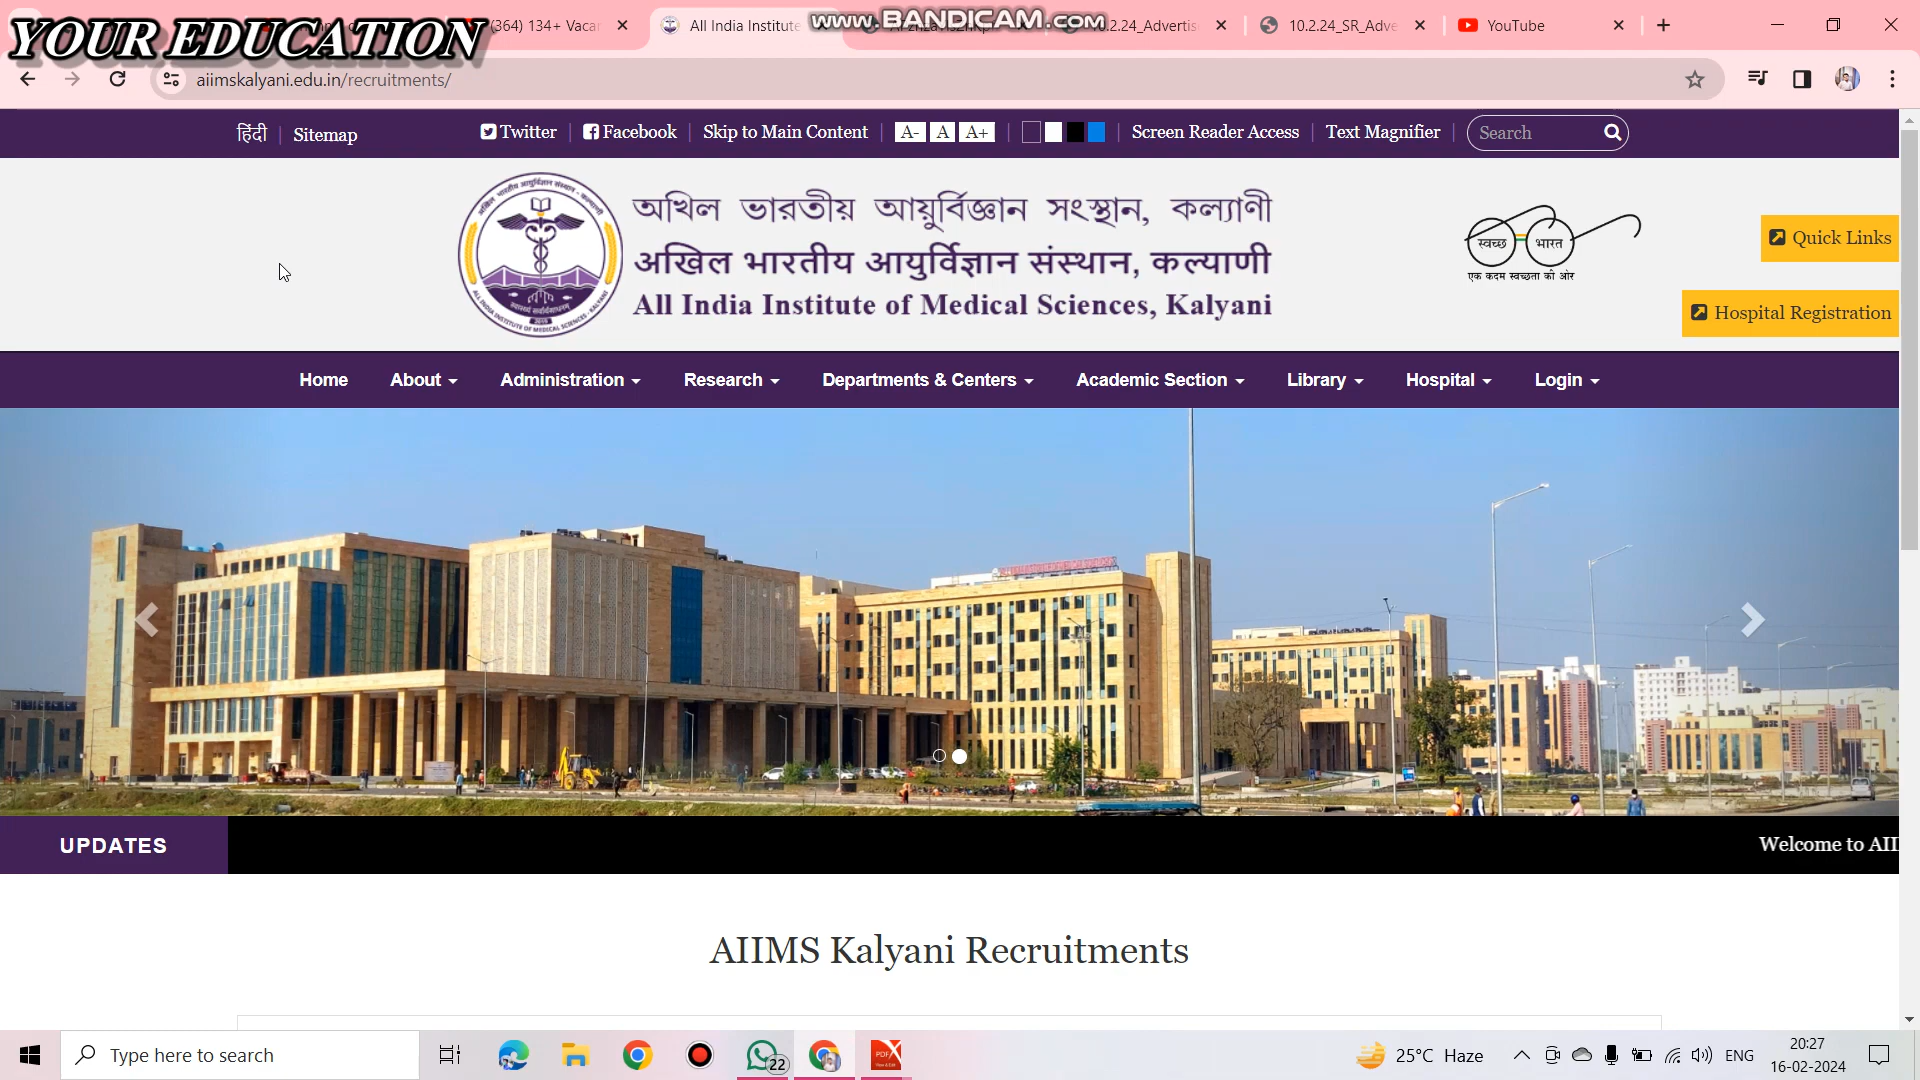 YOUR EDUCATION
(364) 134+ Vaca
All India Institute
www.BANDICAM.com
10.2.24_Advertis
10.2.24_SR_Adve
YouTube
aiimskalyani.edu.in/recruitments/
हिंदी
Sitemap
Twitter
Facebook
Skip to Main Content
A-
A
A+
Screen Reader Access
Text Magnifier
Search
অখিল ভারতীয় আয়ুর্বিজ্ঞান সংস্থান, কল্যাণী
अखिल भारतीय आयुर्विज्ञान संस्थान, कल्याणी
All India Institute of Medical Sciences, Kalyani
स्वच्छ भारत
एक कदम स्वच्छता की ओर
Quick Links
Hospital Registration
Home
About
Administration
Research
Departments & Centers
Academic Section
Library
Hospital
Login
UPDATES
Welcome to AII
AIIMS Kalyani Recruitments
Type here to search
22
25°C Haze
ENG
20:27
16-02-2024